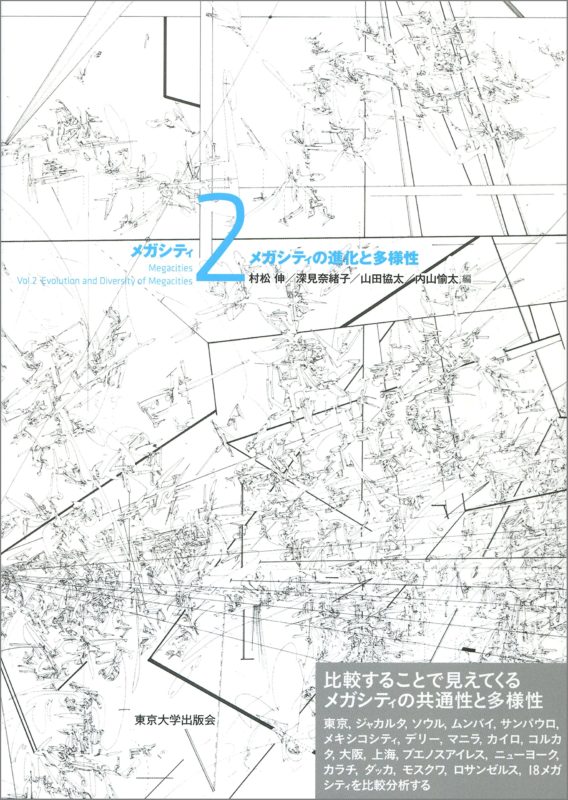 メガシティ
Megacities
Vol 2 Evolution and Diversity of Megacities
2
メガシティの進化と多様性
村松 伸／深見奈緒子／山田協太／内山愉太 編
東京大学出版会
比較することで見えてくる
メガシティの共通性と多様性
東京, ジャカルタ, ソウル, ムンバイ, サンパウロ,
メキシコシティ, デリー, マニラ, カイロ, コルカ
タ, 大阪, 上海, ブエノスアイレス, ニューヨーク,
カラチ, ダッカ, モスクワ, ロサンゼルス, 18メガ
シティを比較分析する